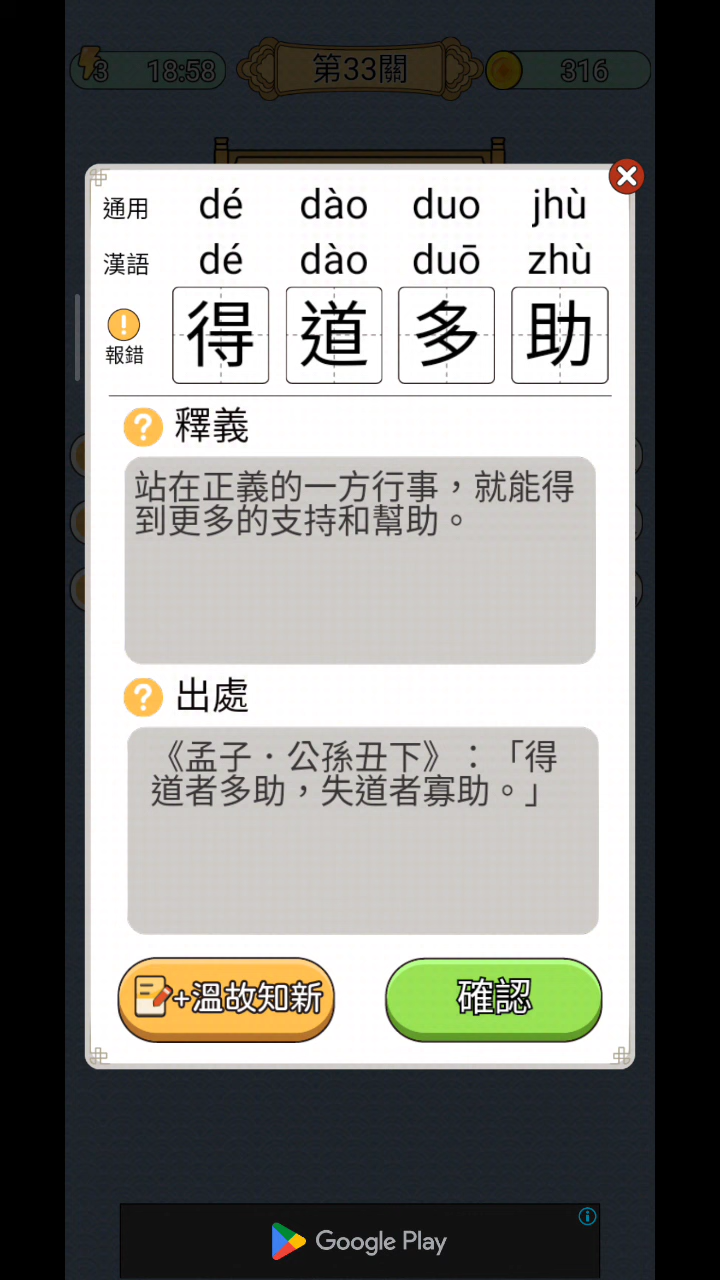 3 18:58 第33關 316
通用 dé dào duo jhù
漢語 dé dào duō zhù
得道多助
報錯
釋義
站在正義的一方行事，就能得
到更多的支持和幫助。
出處
《孟子．公孫丑下》：「得
道者多助，失道者寡助。」
+溫故知新 確認
Google Play